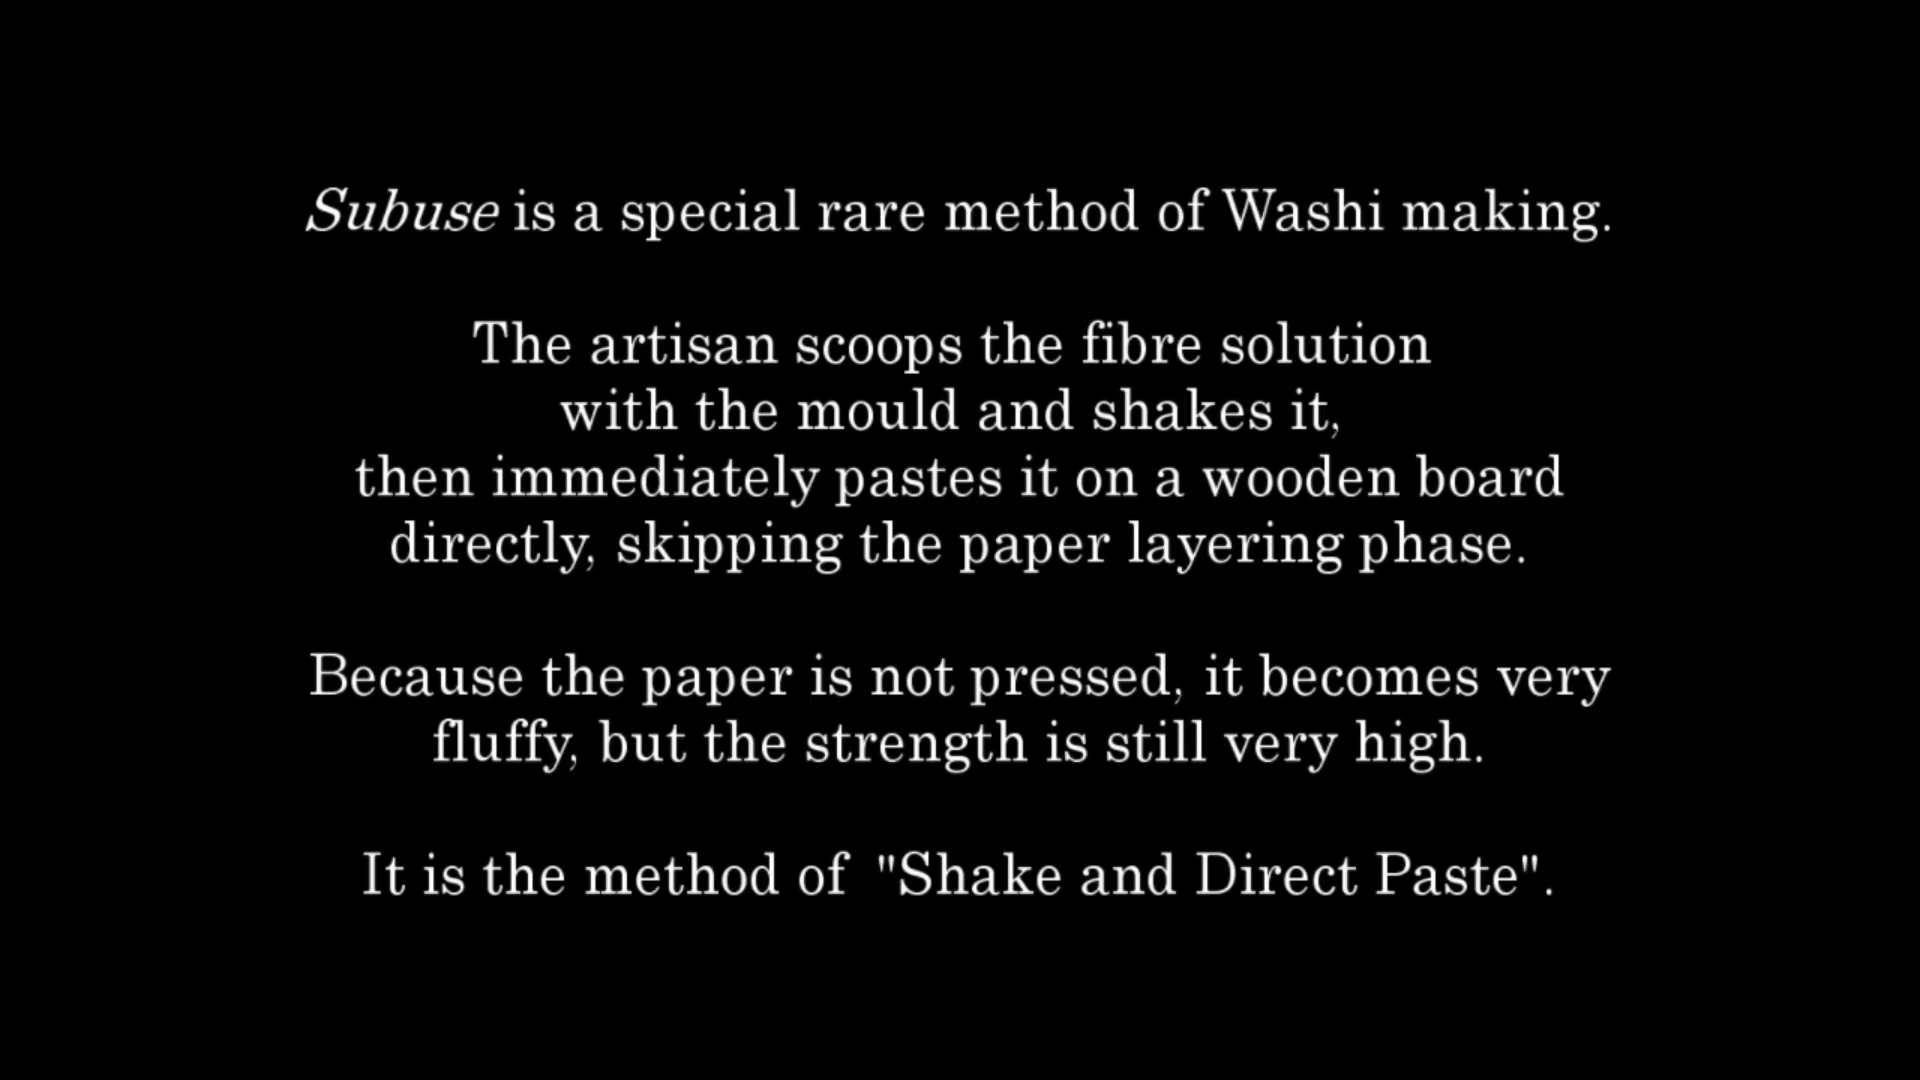 Subuse is a special rare method of Washi making.
The artisan scoops the fibre solution
with the mould and shakes it,
then immediately pastes it on a wooden board
directly, skipping the paper layering phase.
Because the paper is not pressed, it becomes very
fluffy, but the strength is still very high.
It is the method of "Shake and Direct Paste".